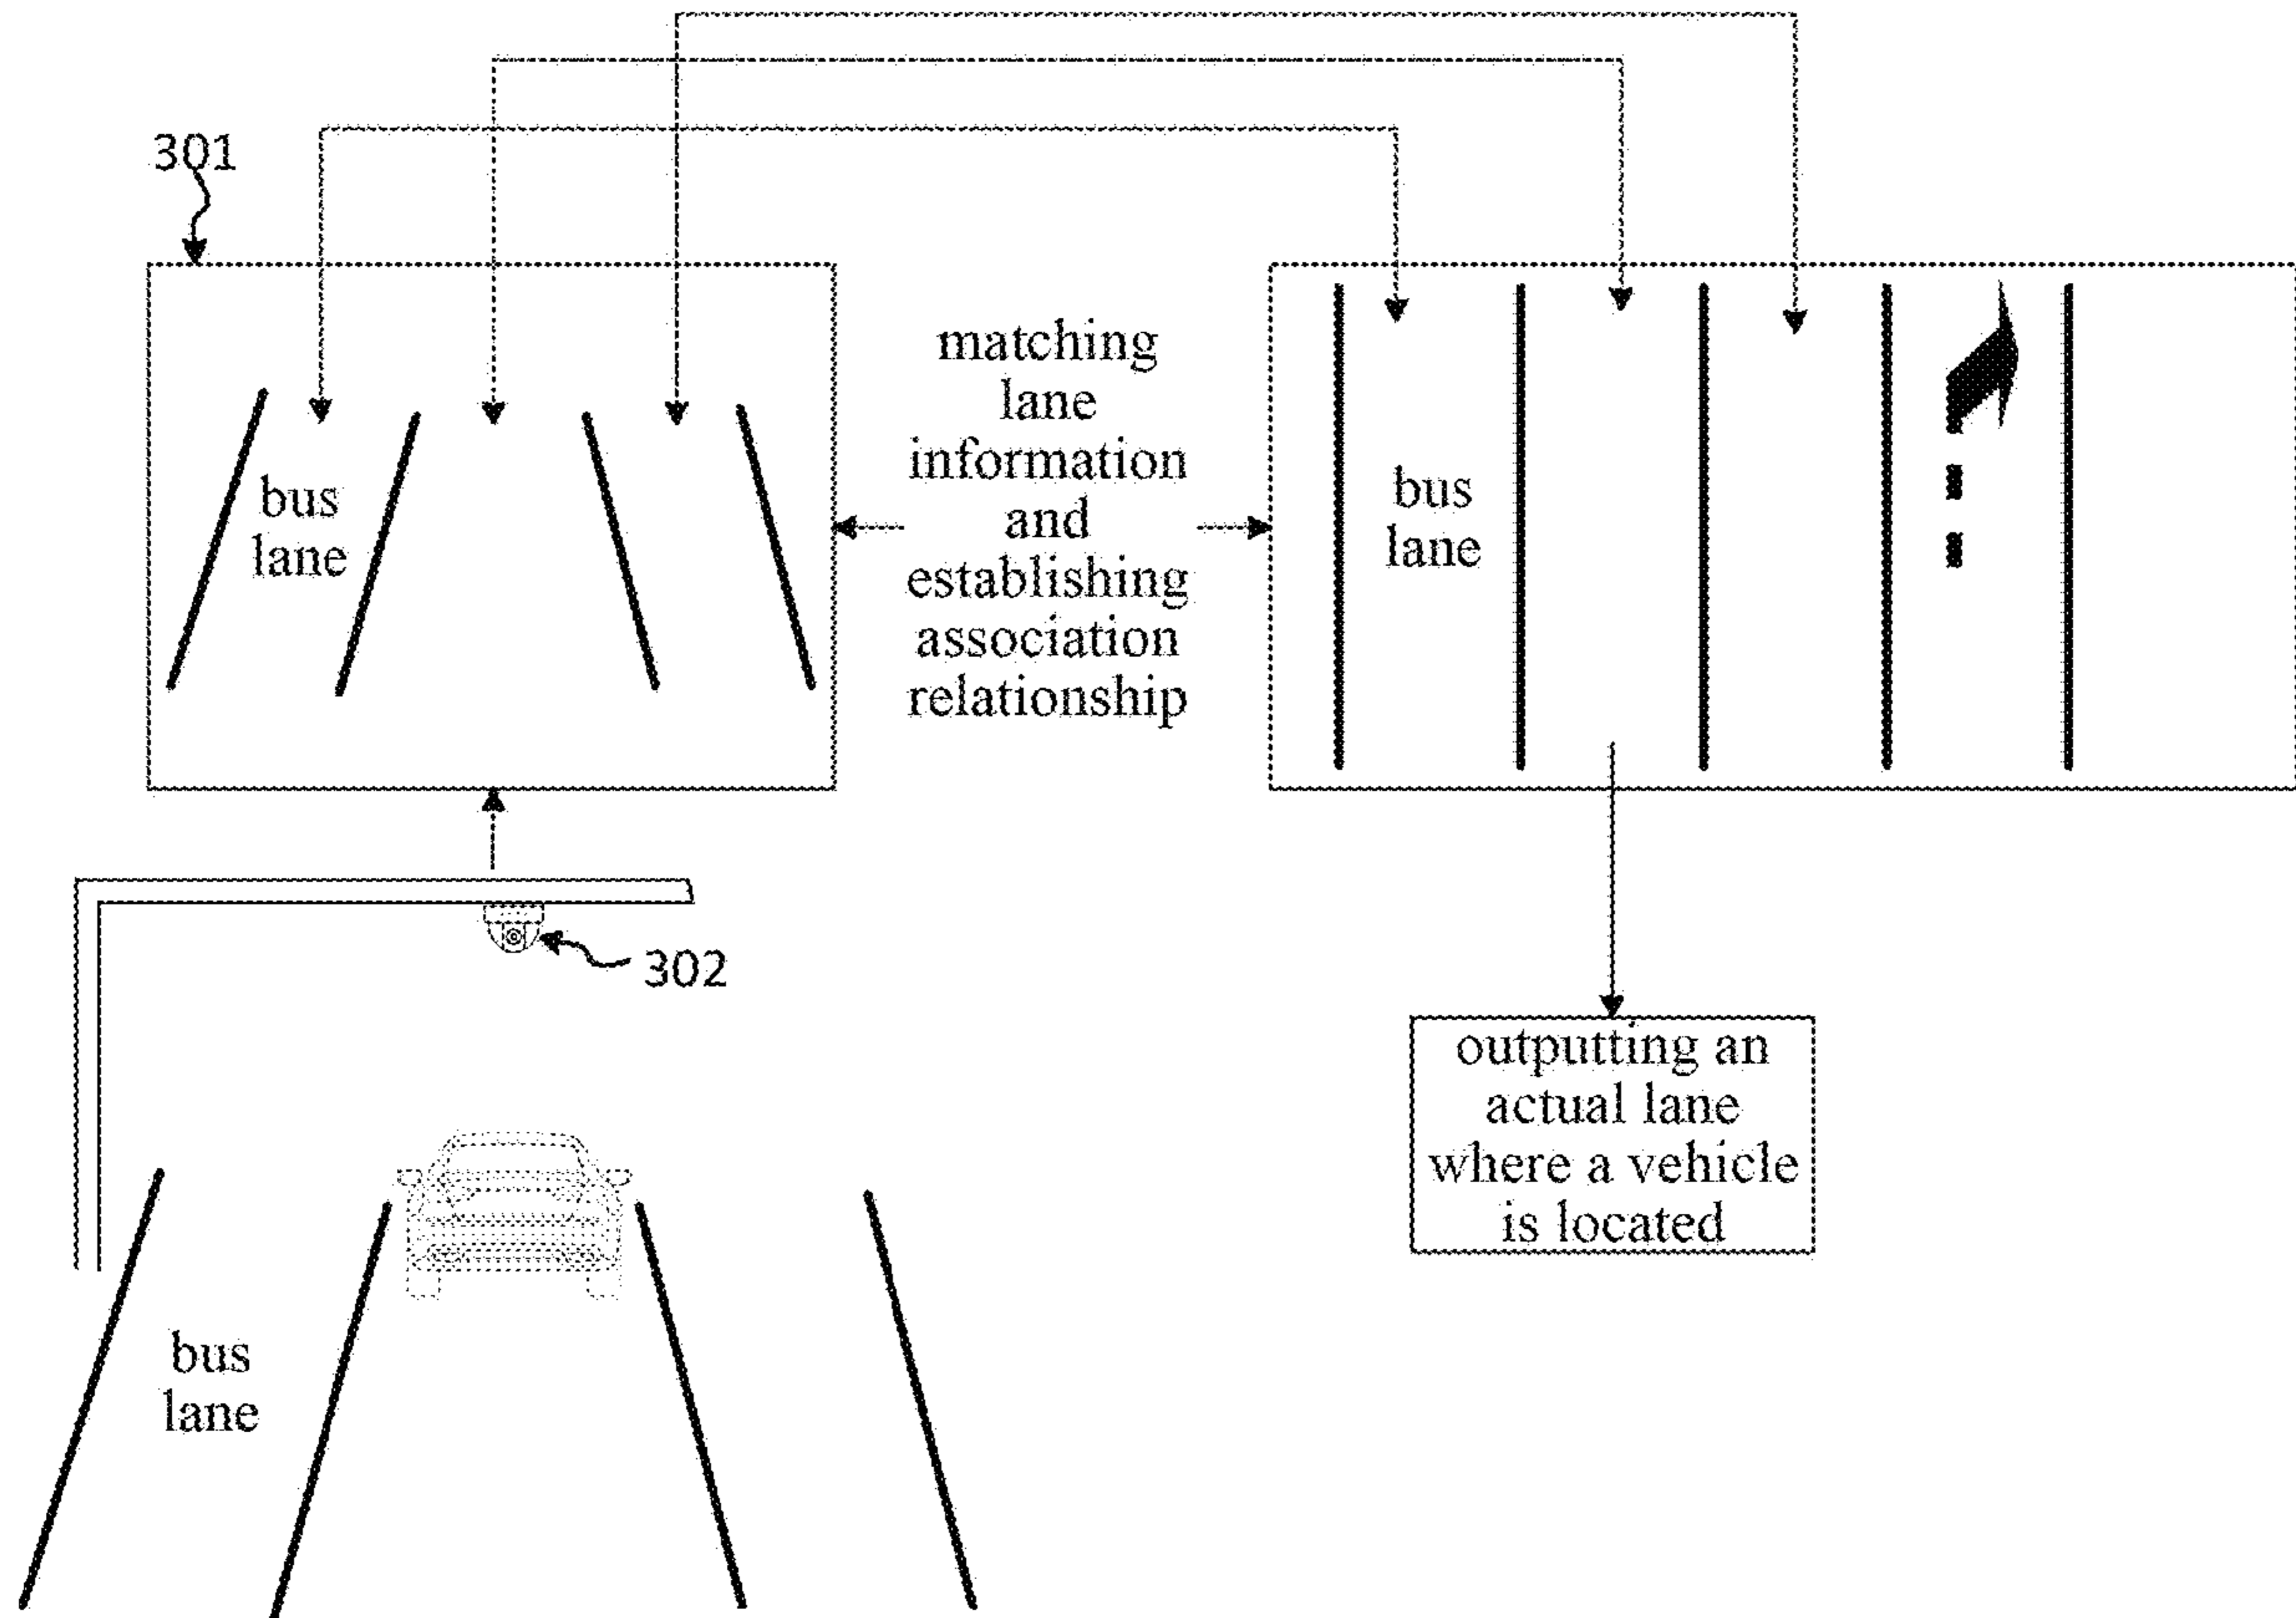 301
bus
lane
matching
lane
information
and
establishing
association
relationship
bus
lane
302
outputting an
actual lane
where a vehicle
is located
bus
lane